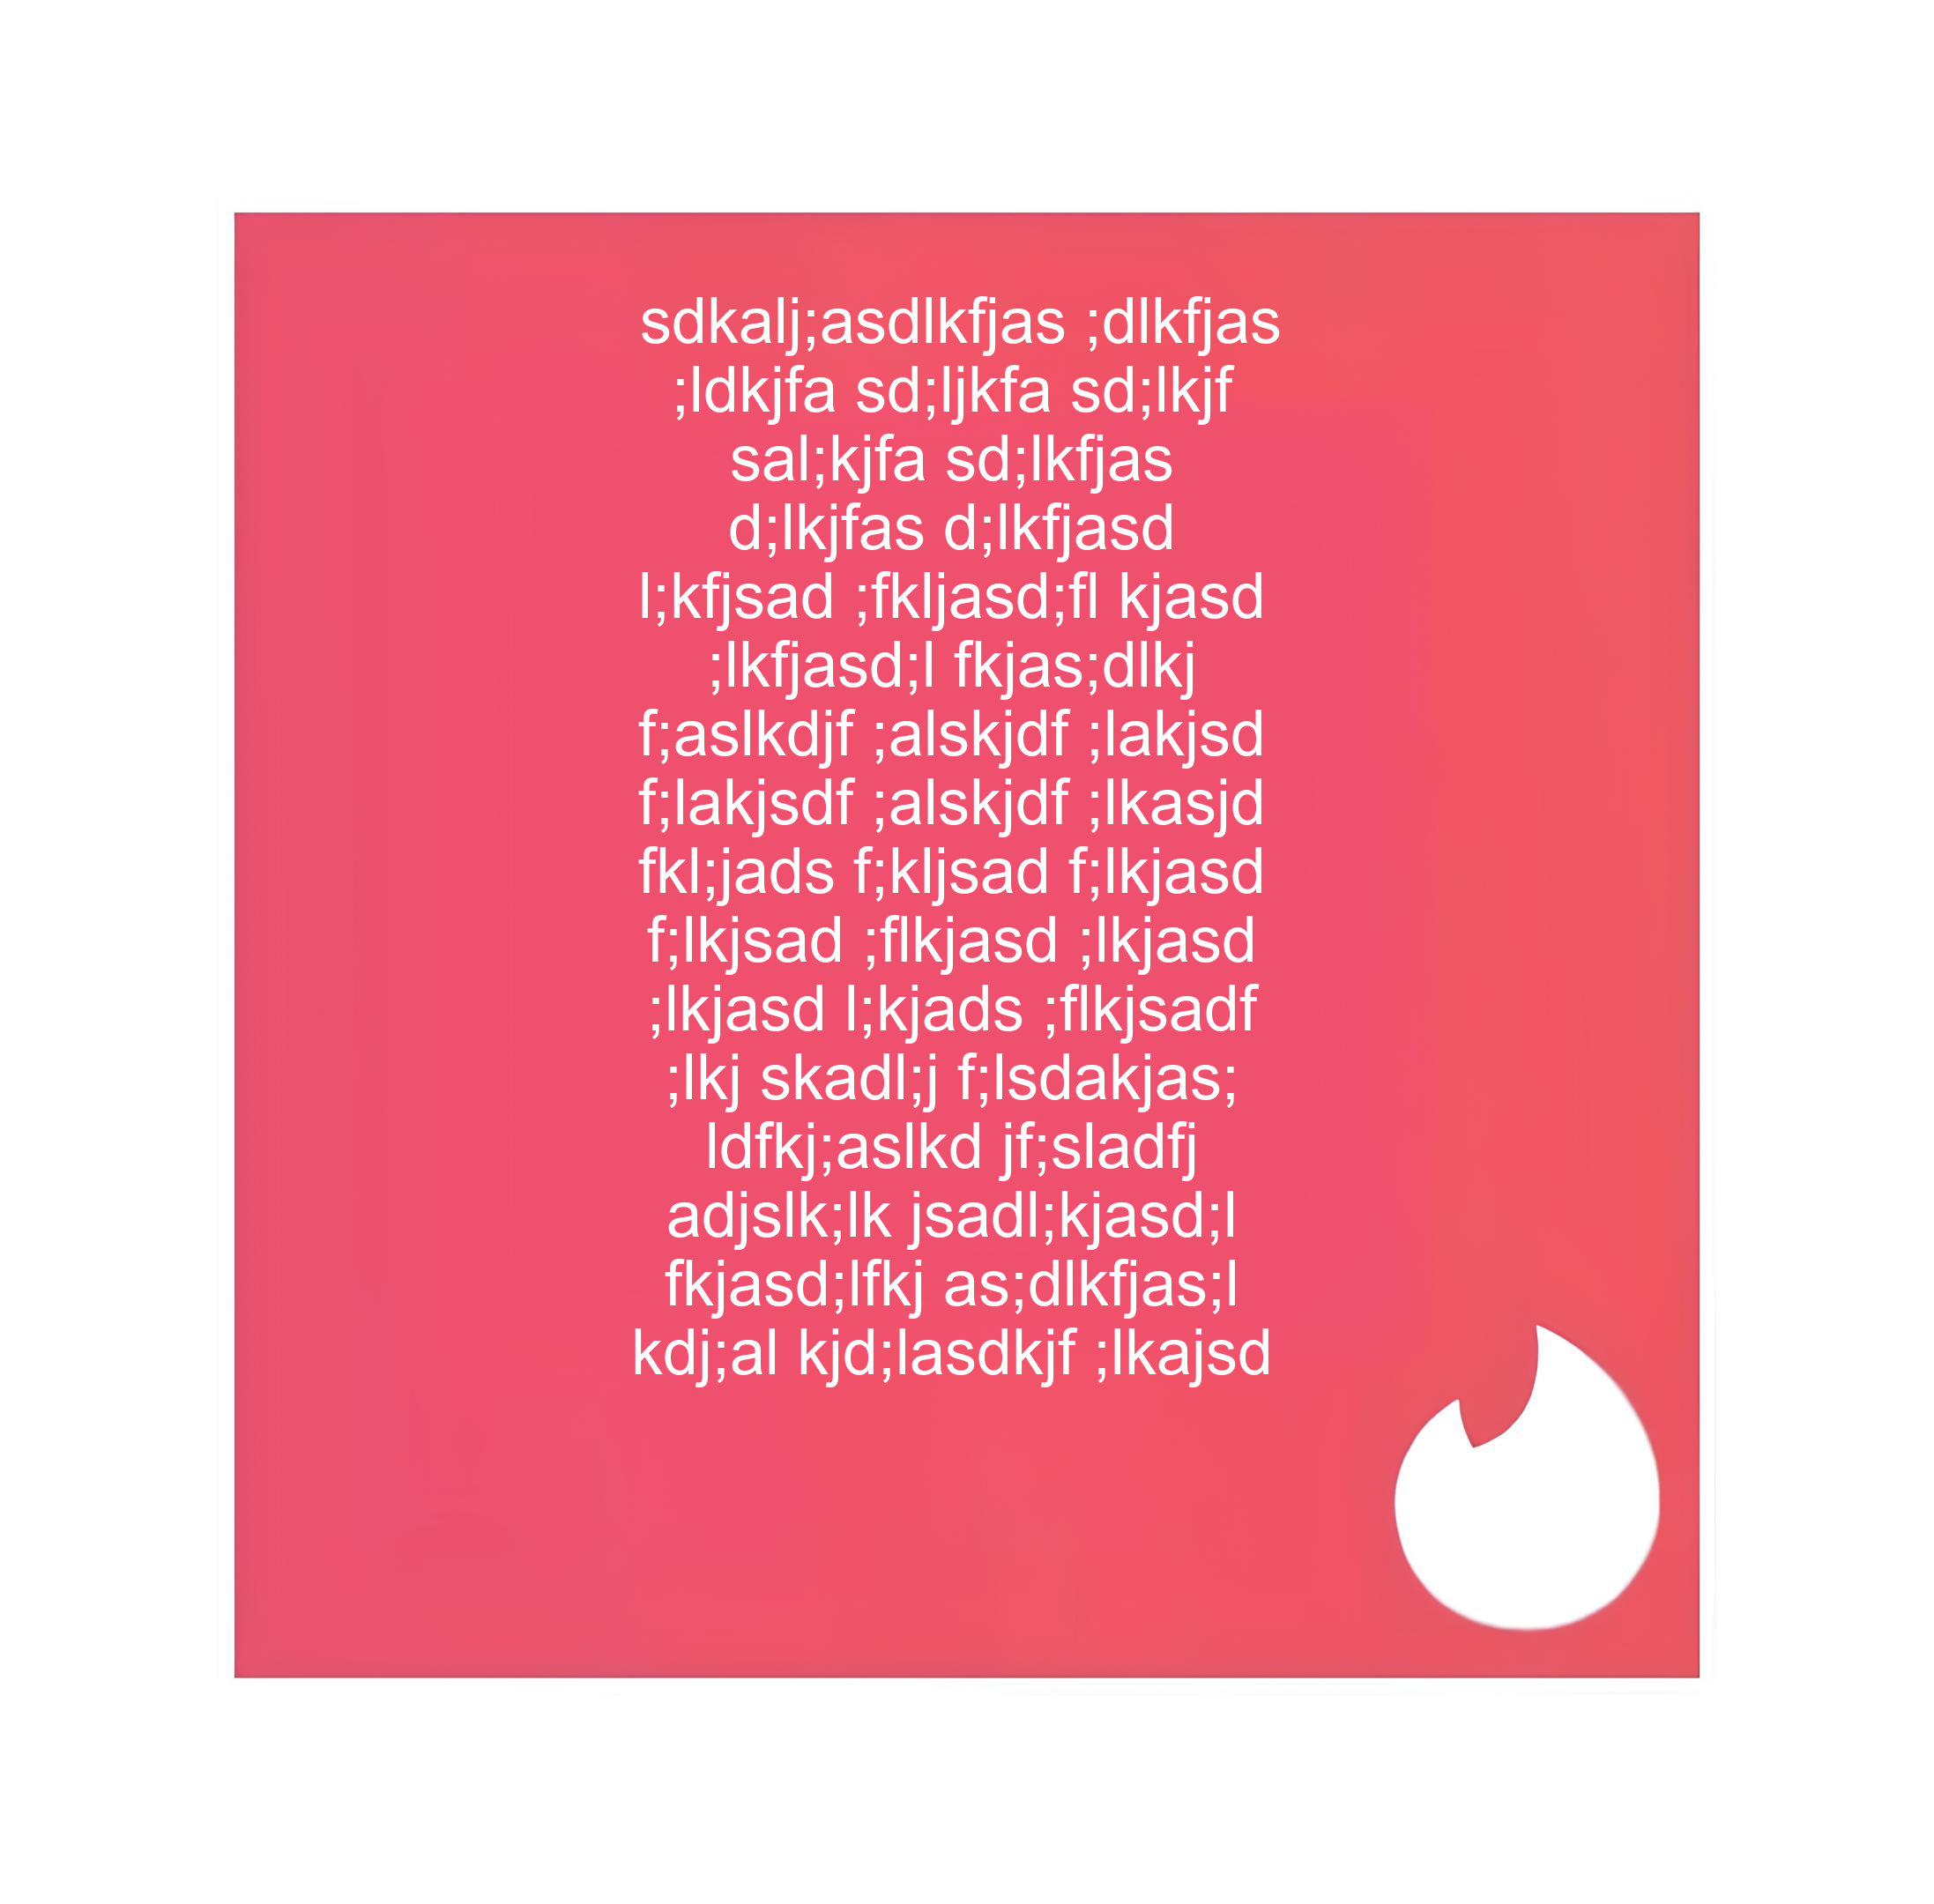 sdkalj;asdlkfjas ;dlkfjas
;ldkjfa sd;ljkfa sd;lkjf
sal;kjfa sd;lkfjas
d;lkjfas d;lkfjasd
l;kfjsad ;fkljasd;fl kjasd
;lkfjasd;l fkjas;dlkj
f;aslkdjf ;alskjdf ;lakjsd
f;lakjsdf ;alskjdf ;lkasjd
fkl;jads f;kljsad f;lkjasd
f;lkjsad ;flkjasd ;lkjasd
;lkjasd l;kjads ;flkjsadf
;lkj skadl;j f;lsdakjas;
ldfkj;aslkd jf;sladfj
adjslk;lk jsadl;kjasd;l
fkjasd;lfkj as;dlkfjas;l
kdj;al kjd;lasdkjf ;lkajsd